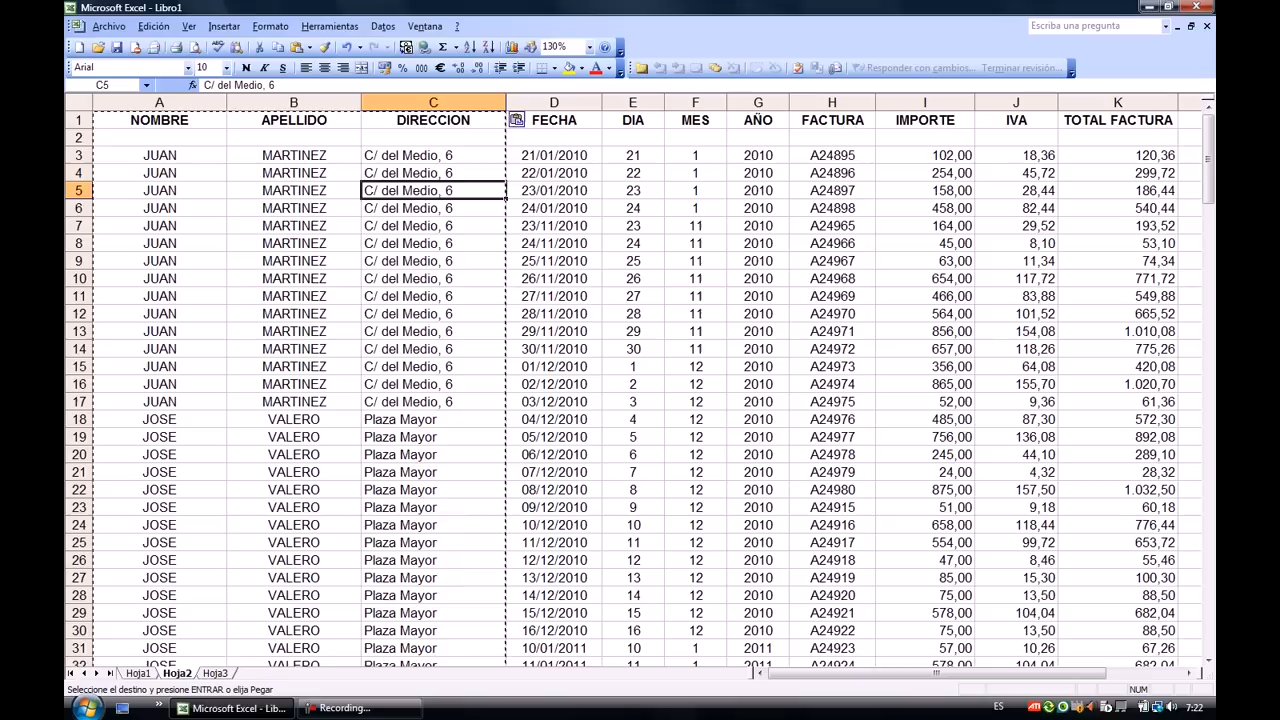 Microsoft Excel - Libro1
Archivo Edición Ver Insertar Formato Herramientas Datos Ventana ? Escriba una pregunta
130%
Arial 10 N K S Responder con cambios... Terminar revisión...
C5 fx C/ del Medio, 6
A B C D E F G H I J K
1 NOMBRE APELLIDO DIRECCION FECHA DIA MES AÑO FACTURA IMPORTE IVA TOTAL FACTURA
2
3 JUAN MARTINEZ C/ del Medio, 6 21/01/2010 21 1 2010 A24895 102,00 18,36 120,36
4 JUAN MARTINEZ C/ del Medio, 6 22/01/2010 22 1 2010 A24896 254,00 45,72 299,72
5 JUAN MARTINEZ C/ del Medio, 6 23/01/2010 23 1 2010 A24897 158,00 28,44 186,44
6 JUAN MARTINEZ C/ del Medio, 6 24/01/2010 24 1 2010 A24898 458,00 82,44 540,44
7 JUAN MARTINEZ C/ del Medio, 6 23/11/2010 23 11 2010 A24965 164,00 29,52 193,52
8 JUAN MARTINEZ C/ del Medio, 6 24/11/2010 24 11 2010 A24966 45,00 8,10 53,10
9 JUAN MARTINEZ C/ del Medio, 6 25/11/2010 25 11 2010 A24967 63,00 11,34 74,34
10 JUAN MARTINEZ C/ del Medio, 6 26/11/2010 26 11 2010 A24968 654,00 117,72 771,72
11 JUAN MARTINEZ C/ del Medio, 6 27/11/2010 27 11 2010 A24969 466,00 83,88 549,88
12 JUAN MARTINEZ C/ del Medio, 6 28/11/2010 28 11 2010 A24970 564,00 101,52 665,52
13 JUAN MARTINEZ C/ del Medio, 6 29/11/2010 29 11 2010 A24971 856,00 154,08 1.010,08
14 JUAN MARTINEZ C/ del Medio, 6 30/11/2010 30 11 2010 A24972 657,00 118,26 775,26
15 JUAN MARTINEZ C/ del Medio, 6 01/12/2010 1 12 2010 A24973 356,00 64,08 420,08
16 JUAN MARTINEZ C/ del Medio, 6 02/12/2010 2 12 2010 A24974 865,00 155,70 1.020,70
17 JUAN MARTINEZ C/ del Medio, 6 03/12/2010 3 12 2010 A24975 52,00 9,36 61,36
18 JOSE VALERO Plaza Mayor 04/12/2010 4 12 2010 A24976 485,00 87,30 572,30
19 JOSE VALERO Plaza Mayor 05/12/2010 5 12 2010 A24977 756,00 136,08 892,08
20 JOSE VALERO Plaza Mayor 06/12/2010 6 12 2010 A24978 245,00 44,10 289,10
21 JOSE VALERO Plaza Mayor 07/12/2010 7 12 2010 A24979 24,00 4,32 28,32
22 JOSE VALERO Plaza Mayor 08/12/2010 8 12 2010 A24980 875,00 157,50 1.032,50
23 JOSE VALERO Plaza Mayor 09/12/2010 9 12 2010 A24915 51,00 9,18 60,18
24 JOSE VALERO Plaza Mayor 10/12/2010 10 12 2010 A24916 658,00 118,44 776,44
25 JOSE VALERO Plaza Mayor 11/12/2010 11 12 2010 A24917 554,00 99,72 653,72
26 JOSE VALERO Plaza Mayor 12/12/2010 12 12 2010 A24918 47,00 8,46 55,46
27 JOSE VALERO Plaza Mayor 13/12/2010 13 12 2010 A24919 85,00 15,30 100,30
28 JOSE VALERO Plaza Mayor 14/12/2010 14 12 2010 A24920 75,00 13,50 88,50
29 JOSE VALERO Plaza Mayor 15/12/2010 15 12 2010 A24921 578,00 104,04 682,04
30 JOSE VALERO Plaza Mayor 16/12/2010 16 12 2010 A24922 75,00 13,50 88,50
31 JOSE VALERO Plaza Mayor 10/01/2011 10 1 2011 A24923 57,00 10,26 67,26
32 JOSE VALERO Plaza Mayor 11/01/2011 11 1 2011 A24924 578,00 104,04 682,04
Hoja1 Hoja2 Hoja3
Seleccione el destino y presione ENTRAR o elija Pegar NUM
Microsoft Excel - Lib... Recording... ES 7:22